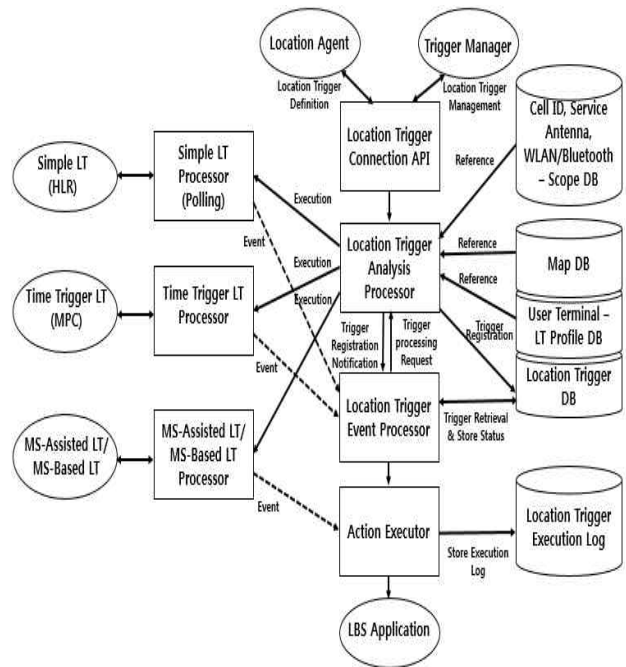 Location Agent
Trigger Manager
Location Trigger
Definition
Location Trigger
Management
Cell ID, Service
Antenna,
WLAN/Bluetooth
– Scope DB
Location Trigger
Connection API
Simple LT
(HLR)
Simple LT
Processor
(Polling)
Reference
Execution
Event
Location Trigger
Analysis
Processor
Execution
Reference
Map DB
Reference
Execution
Time Trigger LT
(MPC)
Time Trigger LT
Processor
User Terminal –
LT Profile DB
Trigger
Registration
Trigger
Registration
Notification
Trigger
processing
Request
Event
Location Trigger
DB
Location Trigger
Event Processor
Trigger Retrieval
& Store Status
MS-Assisted LT/
MS-Based LT
MS-Assisted LT/
MS-Based LT
Processor
Event
Action Executor
Store Execution
Log
Location Trigger
Execution Log
LBS Application